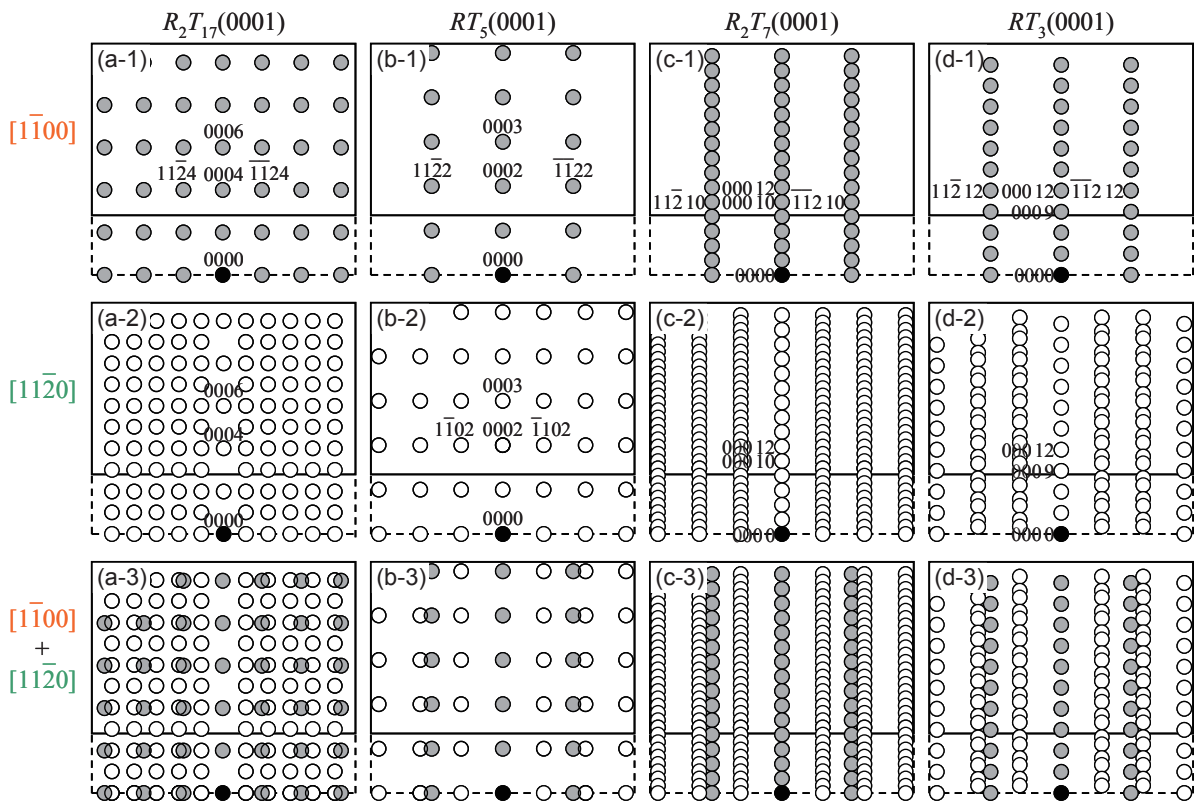 R₂T₁₇(0001) RT₅(0001) R₂T₇(0001) RT₃(0001)
[11̅00]
(a-1)
0006
112̅4 0004 1̅1̅24
0000
(b-1)
0003
112̅2 0002 1̅1̅22
0000
(c-1)
000 12
112̅ 10 000 10 1̅1̅2 10
0000
(d-1)
112̅ 12 000 12 1̅1̅2 12
000 9
0000
[112̅0]
(a-2)
0006
0004
0000
(b-2)
0003
11̅02 0002 1̅102
0000
(c-2)
000 12
000 10
000 0
(d-2)
000 12
000 9
000 0
[11̅00]
+
[112̅0]
(a-3)
(b-3)
(c-3)
(d-3)